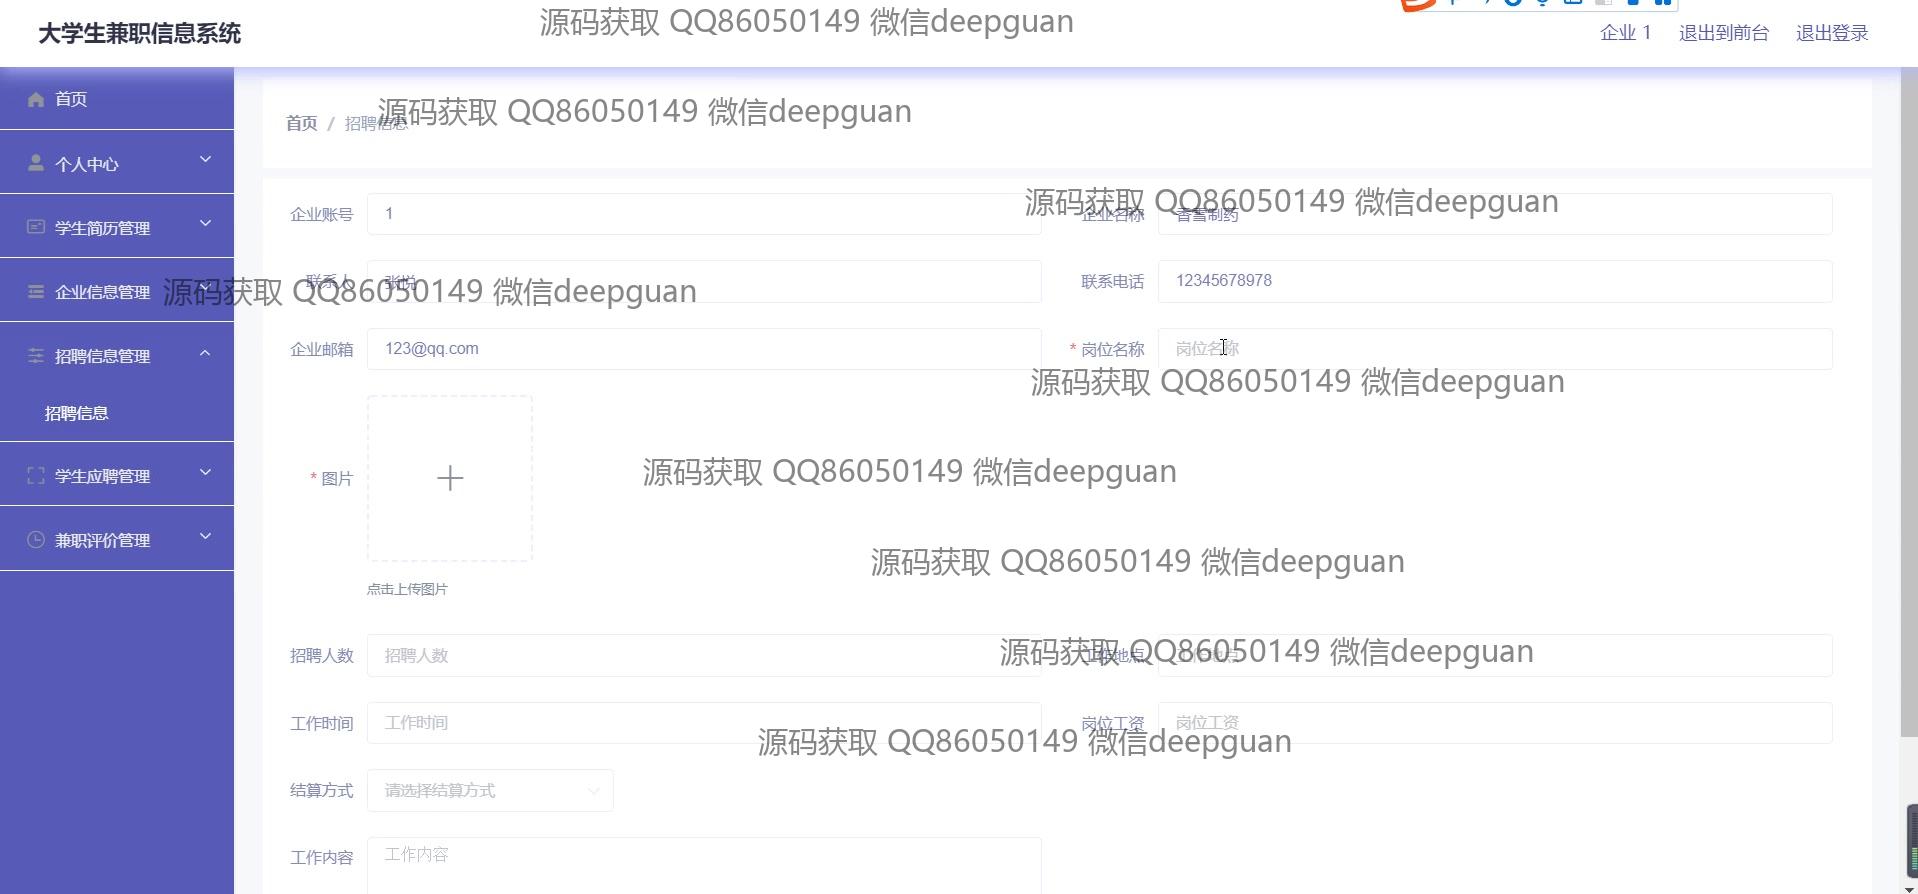 大学生兼职信息系统
源码获取 QQ86050149 微信deepguan
企业 1
退出到前台
退出登录
首页
个人中心
学生简历管理
企业信息管理
招聘信息管理
招聘信息
学生应聘管理
兼职评价管理
首页 / 招聘信息
源码获取 QQ86050149 微信deepguan
企业账号 1
企业名称 香雪制药
源码获取 QQ86050149 微信deepguan
联系人 张悦
联系电话 12345678978
源码获取 QQ86050149 微信deepguan
企业邮箱 123@qq.com
* 岗位名称 岗位名称
源码获取 QQ86050149 微信deepguan
* 图片
源码获取 QQ86050149 微信deepguan
源码获取 QQ86050149 微信deepguan
点击上传图片
招聘人数 招聘人数
工作地点 工作地点
源码获取 QQ86050149 微信deepguan
工作时间 工作时间
岗位工资 岗位工资
源码获取 QQ86050149 微信deepguan
结算方式 请选择结算方式
工作内容 工作内容